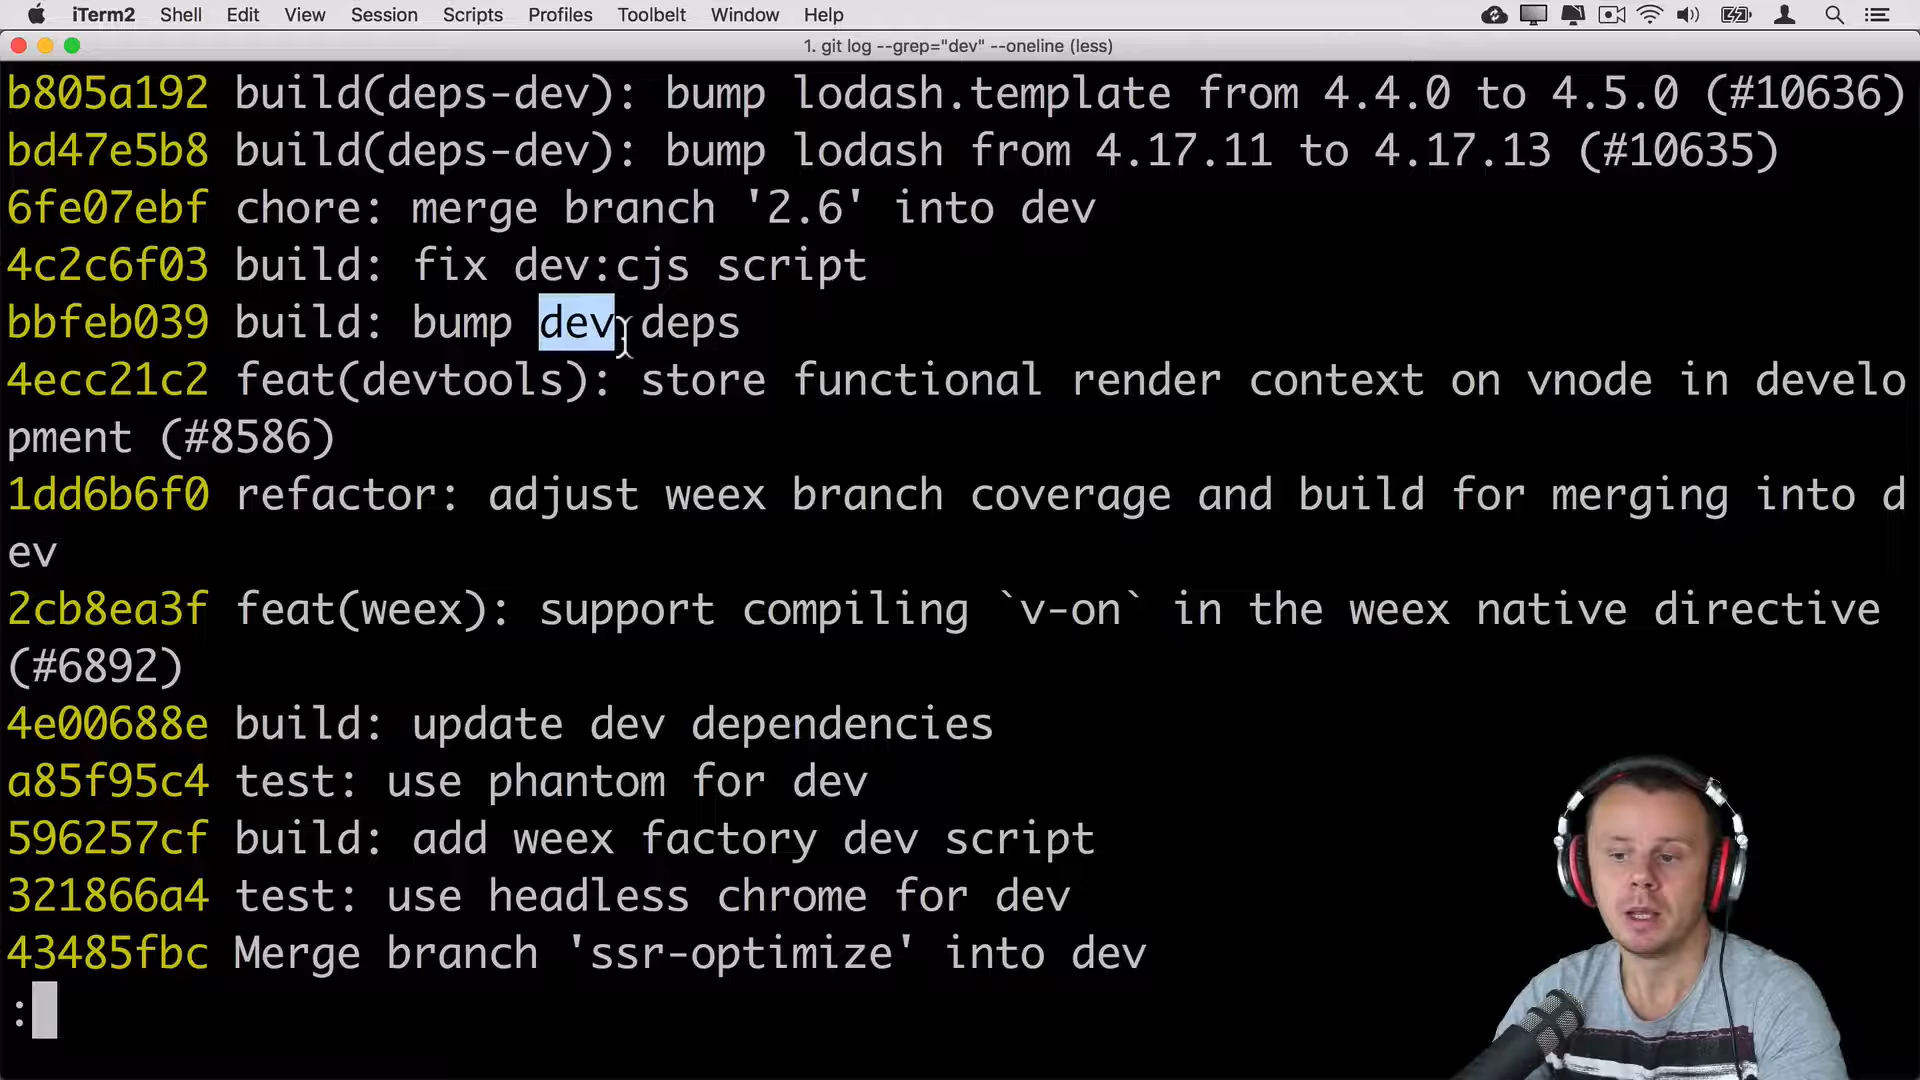 iTerm2 Shell Edit View Session Scripts Profiles Toolbelt Window Help
1. git log --grep="dev" --oneline (less)
b805a192 build(deps-dev): bump lodash.template from 4.4.0 to 4.5.0 (#10636)
bd47e5b8 build(deps-dev): bump lodash from 4.17.11 to 4.17.13 (#10635)
6fe07ebf chore: merge branch '2.6' into dev
4c2c6f03 build: fix dev:cjs script
bbfeb039 build: bump dev deps
4ecc21c2 feat(devtools): store functional render context on vnode in develo
pment (#8586)
1dd6b6f0 refactor: adjust weex branch coverage and build for merging into d
ev
2cb8ea3f feat(weex): support compiling `v-on` in the weex native directive
(#6892)
4e00688e build: update dev dependencies
a85f95c4 test: use phantom for dev
596257cf build: add weex factory dev script
321866a4 test: use headless chrome for dev
43485fbc Merge branch 'ssr-optimize' into dev
: